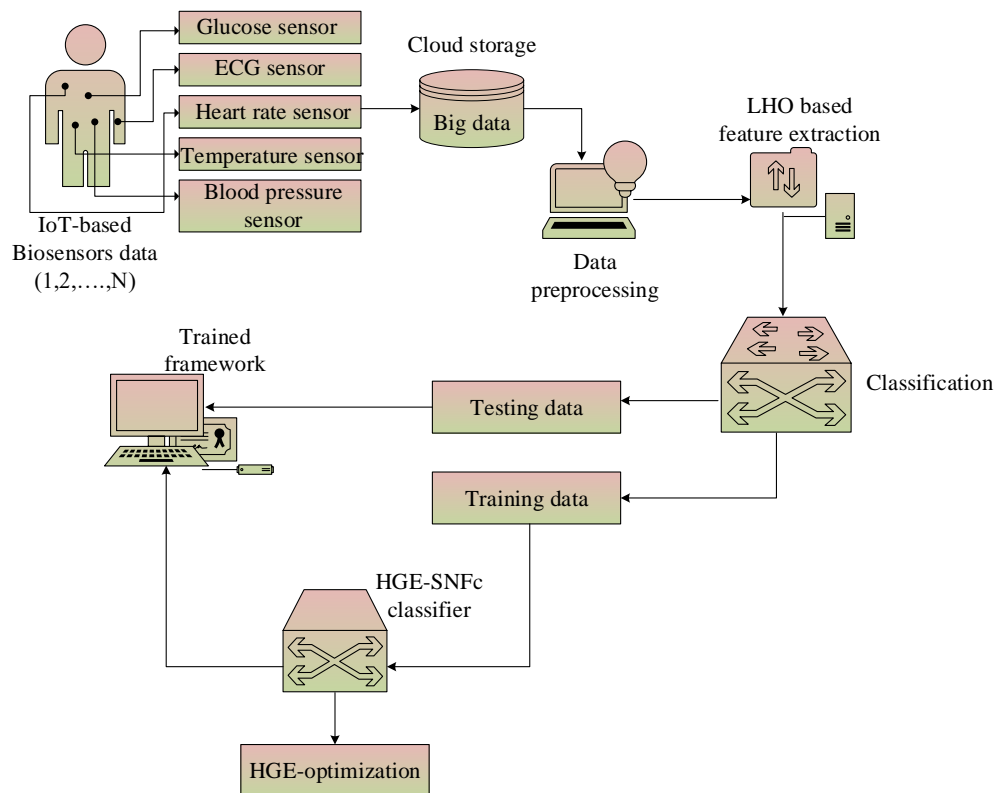 Glucose sensor
ECG sensor
Heart rate sensor
Temperature sensor
Blood pressure
sensor
IoT-based
Biosensors data
(1,2,….,N)
Cloud storage
Big data
Data
preprocessing
LHO based
feature extraction
Classification
Testing data
Training data
Trained
framework
HGE-SNFc
classifier
HGE-optimization